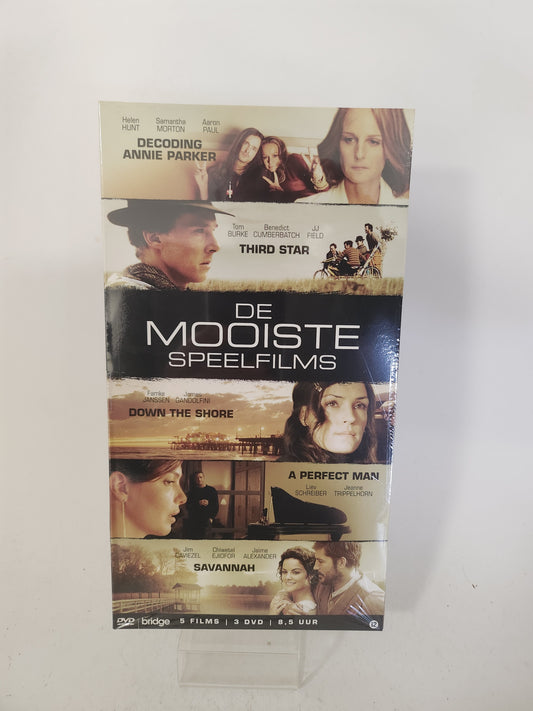 Helen Samantha Aaron
HUNT MORTON PAUL
DECODING
ANNIE PARKER
Tom Benedict JJ
BURKE CUMBERBATCH FIELD
THIRD STAR
DE
MOOISTE
SPEELFILMS
Famke James
JANSSEN GANDOLFINI
DOWN THE SHORE
A PERFECT MAN
Liev Jeanne
SCHREIBER TRIPPELHORN
Jim Chiwetel Jaime
CAVIEZEL EJIOFOR ALEXANDER
SAVANNAH
DVD bridge 5 FILMS | 3 DVD | 8,5 UUR 12